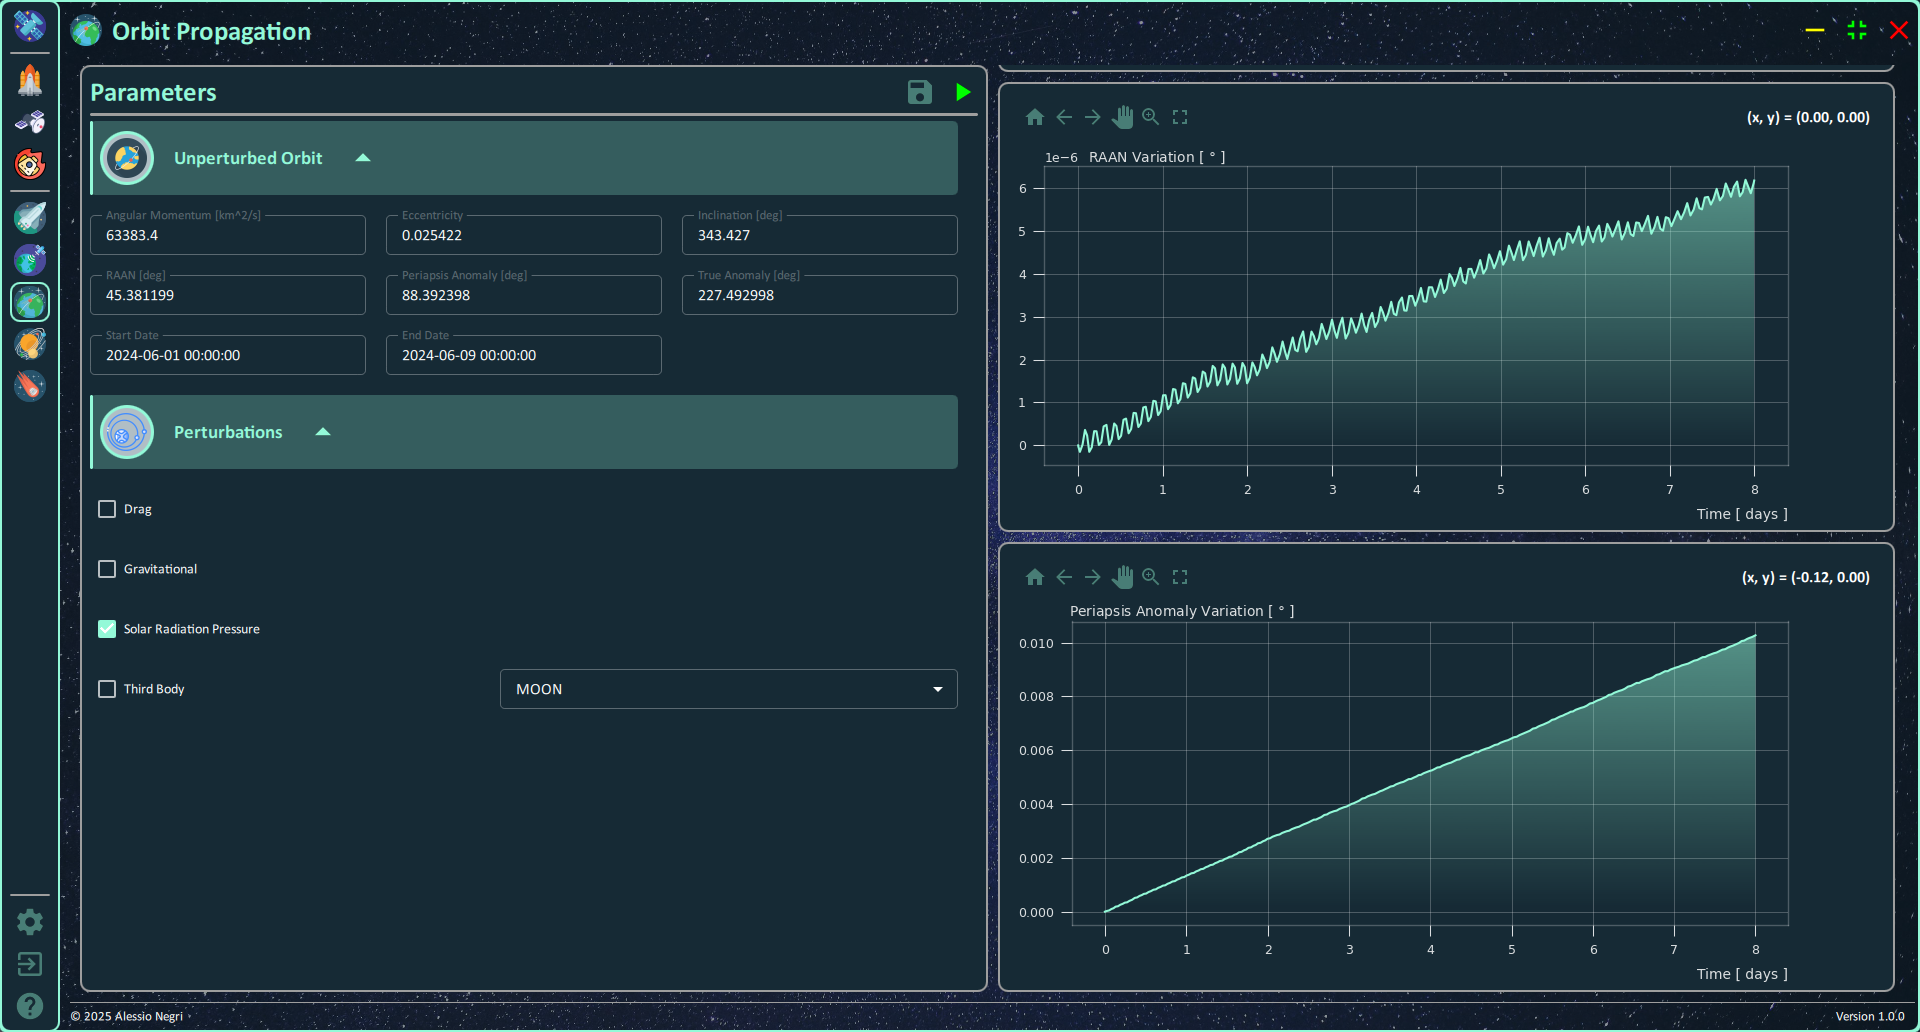 Orbit Propagation
Parameters
Unperturbed Orbit
Angular Momentum [km^2/s]
63383.4
Eccentricity
0.025422
Inclination [deg]
343.427
RAAN [deg]
45.381199
Periapsis Anomaly [deg]
88.392398
True Anomaly [deg]
227.492998
Start Date
2024-06-01 00:00:00
End Date
2024-06-09 00:00:00
Perturbations
Drag
Gravitational
Solar Radiation Pressure
Third Body
MOON
(x, y) = (0.00, 0.00)
1e−6 RAAN Variation [ ° ]
6
5
4
3
2
1
0
0 1 2 3 4 5 6 7 8
Time [ days ]
(x, y) = (-0.12, 0.00)
Periapsis Anomaly Variation [ ° ]
0.010
0.008
0.006
0.004
0.002
0.000
0 1 2 3 4 5 6 7 8
Time [ days ]
© 2025 Alessio Negri
Version 1.0.0